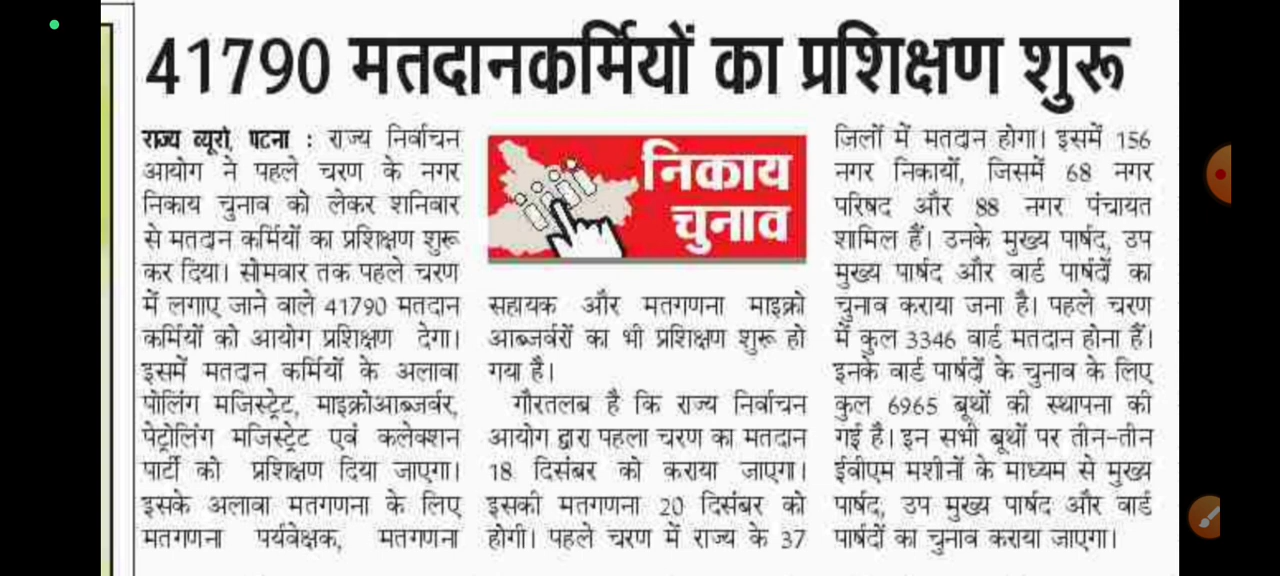 41790 मतदानकर्मियों का प्रशिक्षण शुरू
राज्य ब्यूरो, पटना : राज्य निर्वाचन
आयोग ने पहले चरण के नगर
निकाय चुनाव को लेकर शनिवार
से मतदान कर्मियों का प्रशिक्षण शुरू
कर दिया। सोमवार तक पहले चरण
में लगाए जाने वाले 41790 मतदान
कर्मियों को आयोग प्रशिक्षण देगा।
इसमें मतदान कर्मियों के अलावा
पोलिंग मजिस्ट्रेट, माइक्रोआब्जर्वर,
पेट्रोलिंग मजिस्ट्रेट एवं कलेक्शन
पार्टी को प्रशिक्षण दिया जाएगा।
इसके अलावा मतगणना के लिए
मतगणना पर्यवेक्षक, मतगणना
निकाय
चुनाव
सहायक और मतगणना माइक्रो
आब्जर्वरों का भी प्रशिक्षण शुरू हो
गया है।
गौरतलब है कि राज्य निर्वाचन
आयोग द्वारा पहला चरण का मतदान
18 दिसंबर को कराया जाएगा।
इसकी मतगणना 20 दिसंबर को
होगी। पहले चरण में राज्य के 37
जिलों में मतदान होगा। इसमें 156
नगर निकायों, जिसमें 68 नगर
परिषद और 88 नगर पंचायत
शामिल हैं। उनके मुख्य पार्षद, उप
मुख्य पार्षद और वार्ड पार्षदों का
चुनाव कराया जना है। पहले चरण
में कुल 3346 वार्ड मतदान होना हैं।
इनके वार्ड पार्षदों के चुनाव के लिए
कुल 6965 बूथों की स्थापना की
गई है। इन सभी बूथों पर तीन-तीन
ईवीएम मशीनों के माध्यम से मुख्य
पार्षद, उप मुख्य पार्षद और वार्ड
पार्षदों का चुनाव कराया जाएगा।